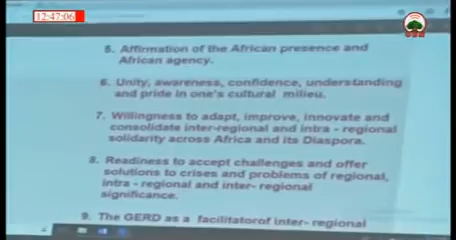 12:47:06
5. Affirmation of the African presence and
African agency.
6. Unity, awareness, confidence, understanding
and pride in one's cultural milieu.
7. Willingness to adapt, improve, innovate and
consolidate inter-regional and intra - regional
solidarity across Africa and its Diaspora.
8. Readiness to accept challenges and offer
solutions to crises and problems of regional,
intra - regional and inter-regional
significance.
9. The GERD as a facilitatorof inter- regional